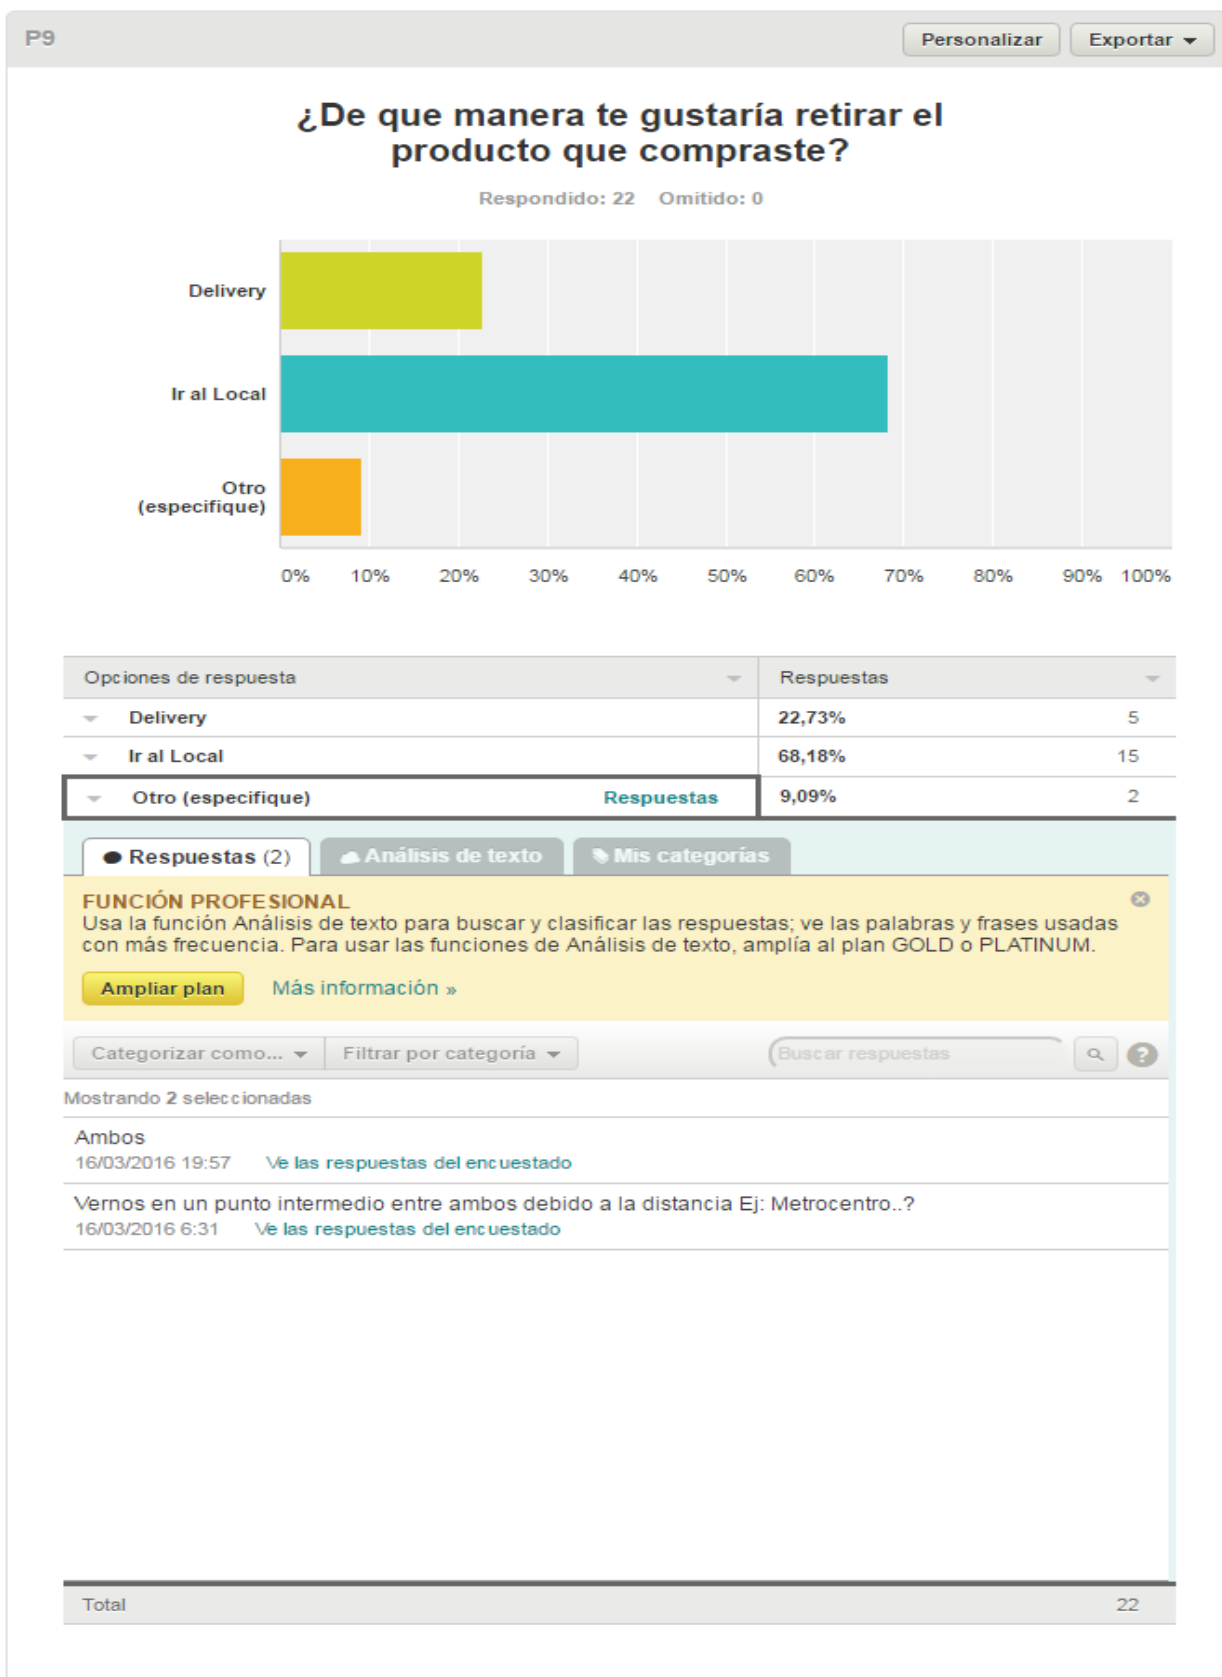 P9
Personalizar
Exportar
¿De que manera te gustaría retirar el
producto que compraste?
Respondido: 22 Omitido: 0
Delivery
Ir al Local
Otro
(especifique)
0% 10% 20% 30% 40% 50% 60% 70% 80% 90% 100%
Opciones de respuesta Respuestas
Delivery 22,73% 5
Ir al Local 68,18% 15
Otro (especifique) Respuestas 9,09% 2
Respuestas (2) Análisis de texto Mis categorías
FUNCIÓN PROFESIONAL
Usa la función Análisis de texto para buscar y clasificar las respuestas; ve las palabras y frases usadas
con más frecuencia. Para usar las funciones de Análisis de texto, amplía al plan GOLD o PLATINUM.
Ampliar plan Más información »
Categorizar como... Filtrar por categoría Buscar respuestas ?
Mostrando 2 seleccionadas
Ambos
16/03/2016 19:57 Ve las respuestas del encuestado
Vernos en un punto intermedio entre ambos debido a la distancia Ej: Metrocentro..?
16/03/2016 6:31 Ve las respuestas del encuestado
Total 22